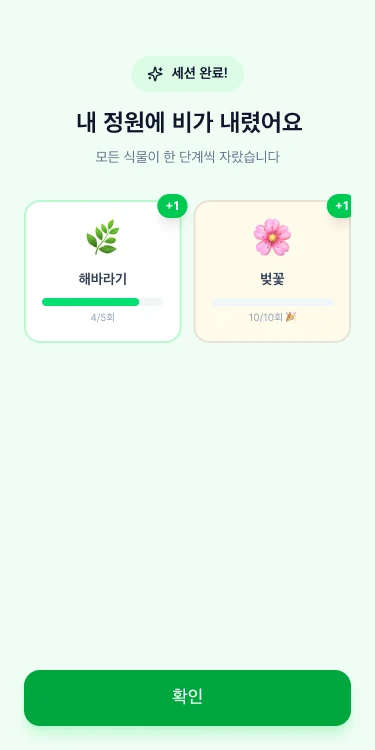 세션 완료!
내 정원에 비가 내렸어요
모든 식물이 한 단계씩 자랐습니다
+1
+1
해바라기
벚꽃
4/5회
10/10회 🎉
확인